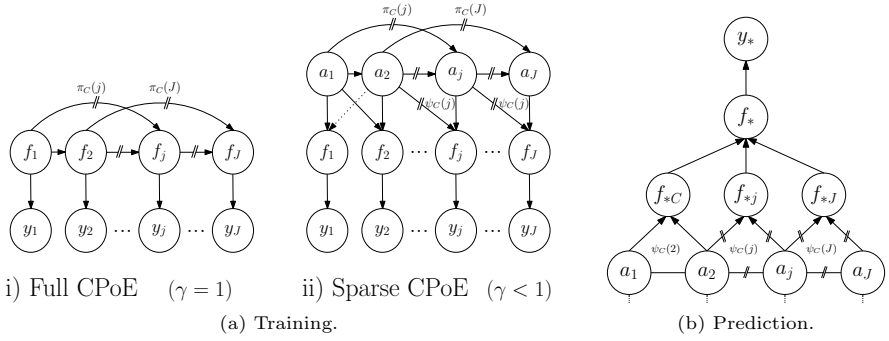 π_C(j) π_C(J)
f_1 f_2 f_j f_J
y_1 y_2 ... y_j ... y_J
i) Full CPoE (γ = 1)
π_C(j) π_C(J)
a_1 a_2 a_j a_J
ψ_C(j) ψ_C(j)
f_1 f_2 ... f_j ... f_J
y_1 y_2 ... y_j ... y_J
ii) Sparse CPoE (γ < 1)
(a) Training.
y_*
f_*
f_{*C} f_{*j} f_{*J}
ψ_C(2) ψ_C(j) ψ_C(J)
a_1 a_2 a_j a_J
(b) Prediction.